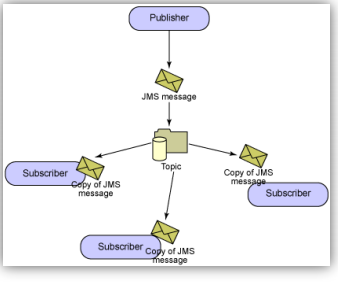 Publisher
JMS message
Topic
Subscriber
Copy of JMS
message
Copy of JMS
message
Subscriber
Subscriber
Copy of JMS
message